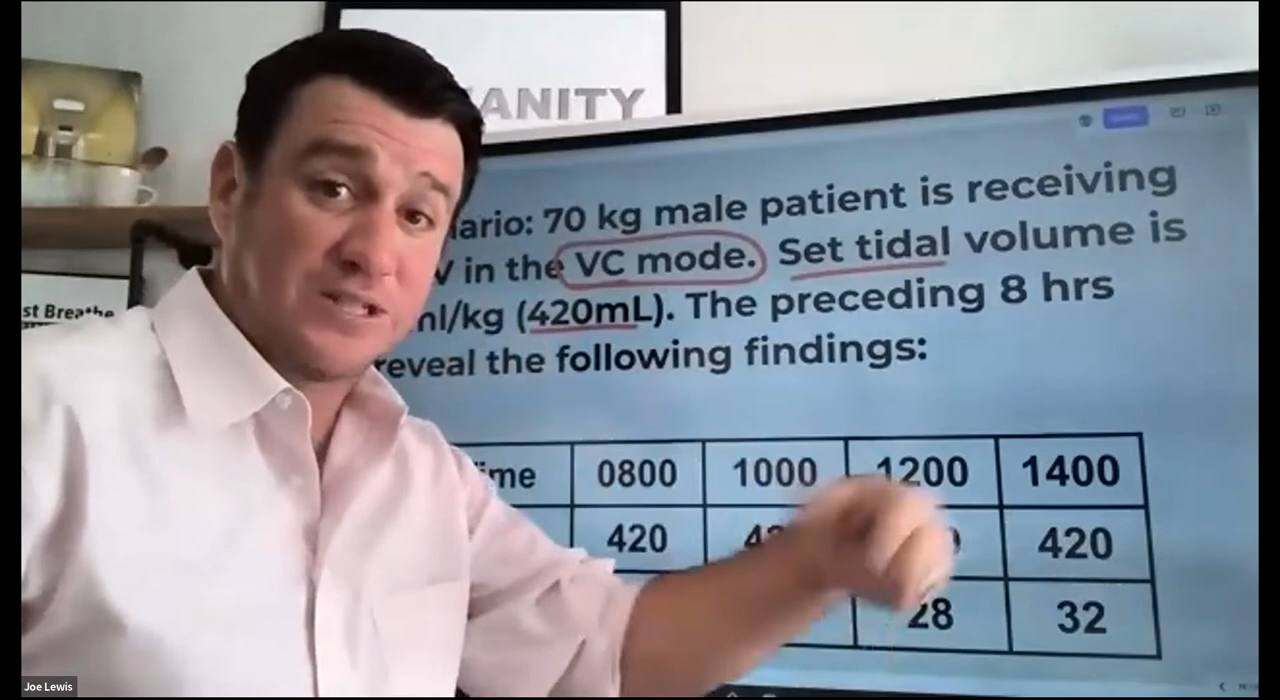 ANITY
st Breathe
ario: 70 kg male patient is receiving
V in the VC mode. Set tidal volume is
ml/kg (420mL). The preceding 8 hrs
reveal the following findings:
ime 0800 1000 1200 1400
420 420
28 32
Joe Lewis